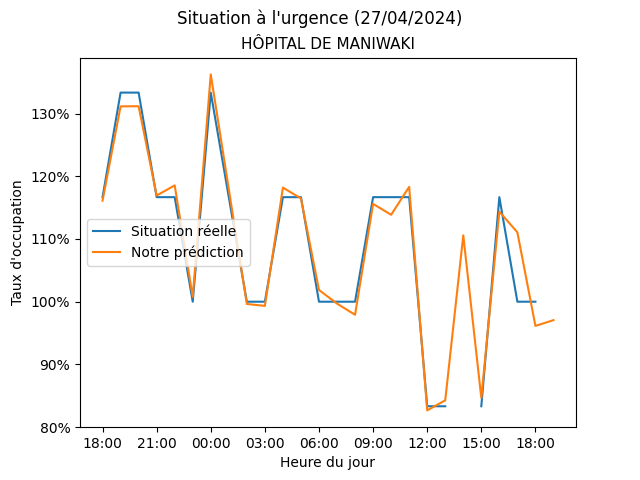 Situation à l'urgence (27/04/2024)
HÔPITAL DE MANIWAKI
130%
120%
110%
100%
90%
80%
Taux d'occupation
Situation réelle
Notre prédiction
18:00 21:00 00:00 03:00 06:00 09:00 12:00 15:00 18:00
Heure du jour